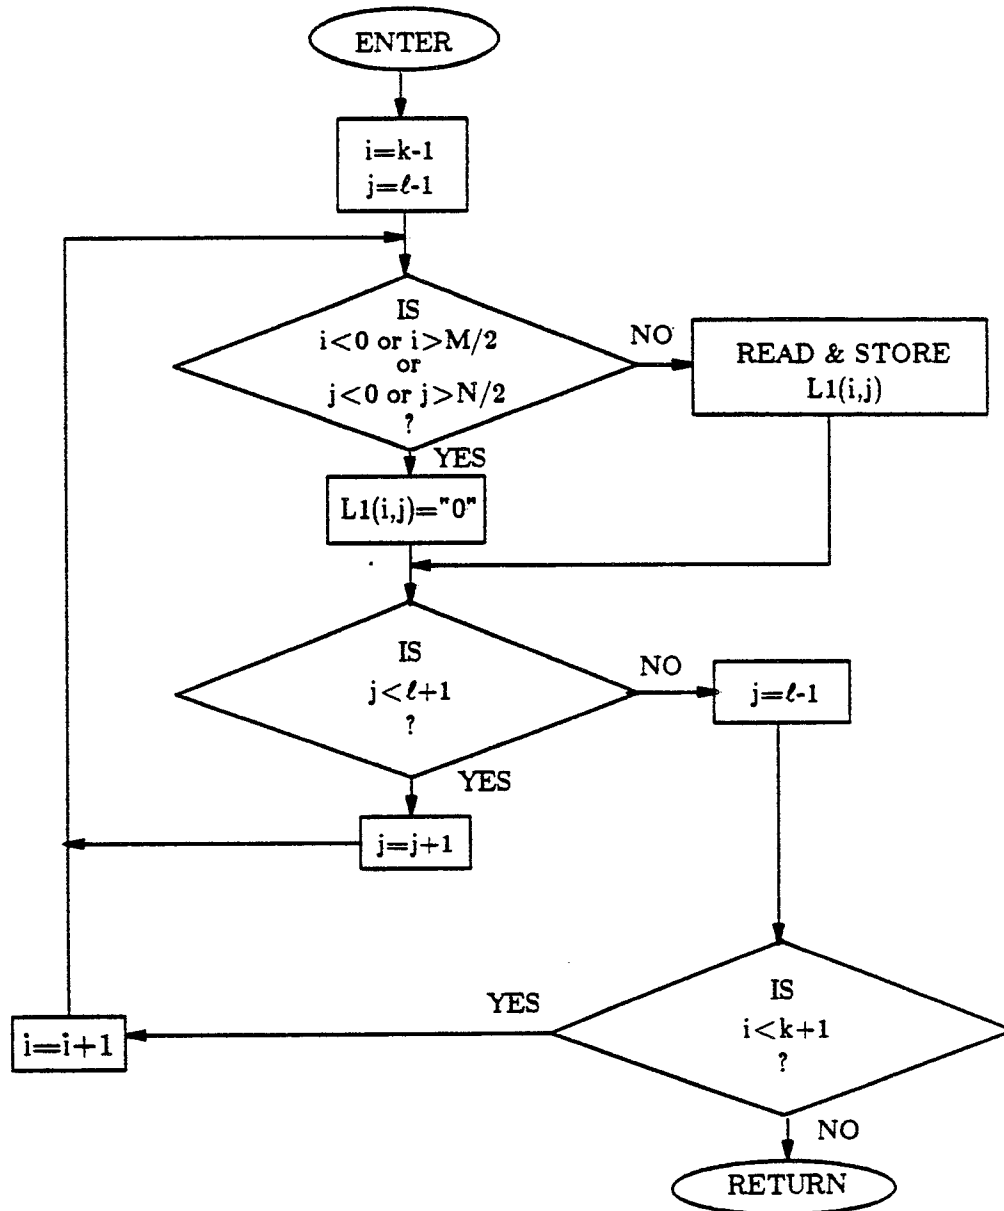 ENTER
i=k-1
j=ℓ-1
IS
i<0 or i>M/2
or
j<0 or j>N/2
?
NO
READ & STORE
L1(i,j)
YES
L1(i,j)="0"
IS
j<ℓ+1
?
NO
j=ℓ-1
YES
j=j+1
IS
i<k+1
?
YES
i=i+1
NO
RETURN